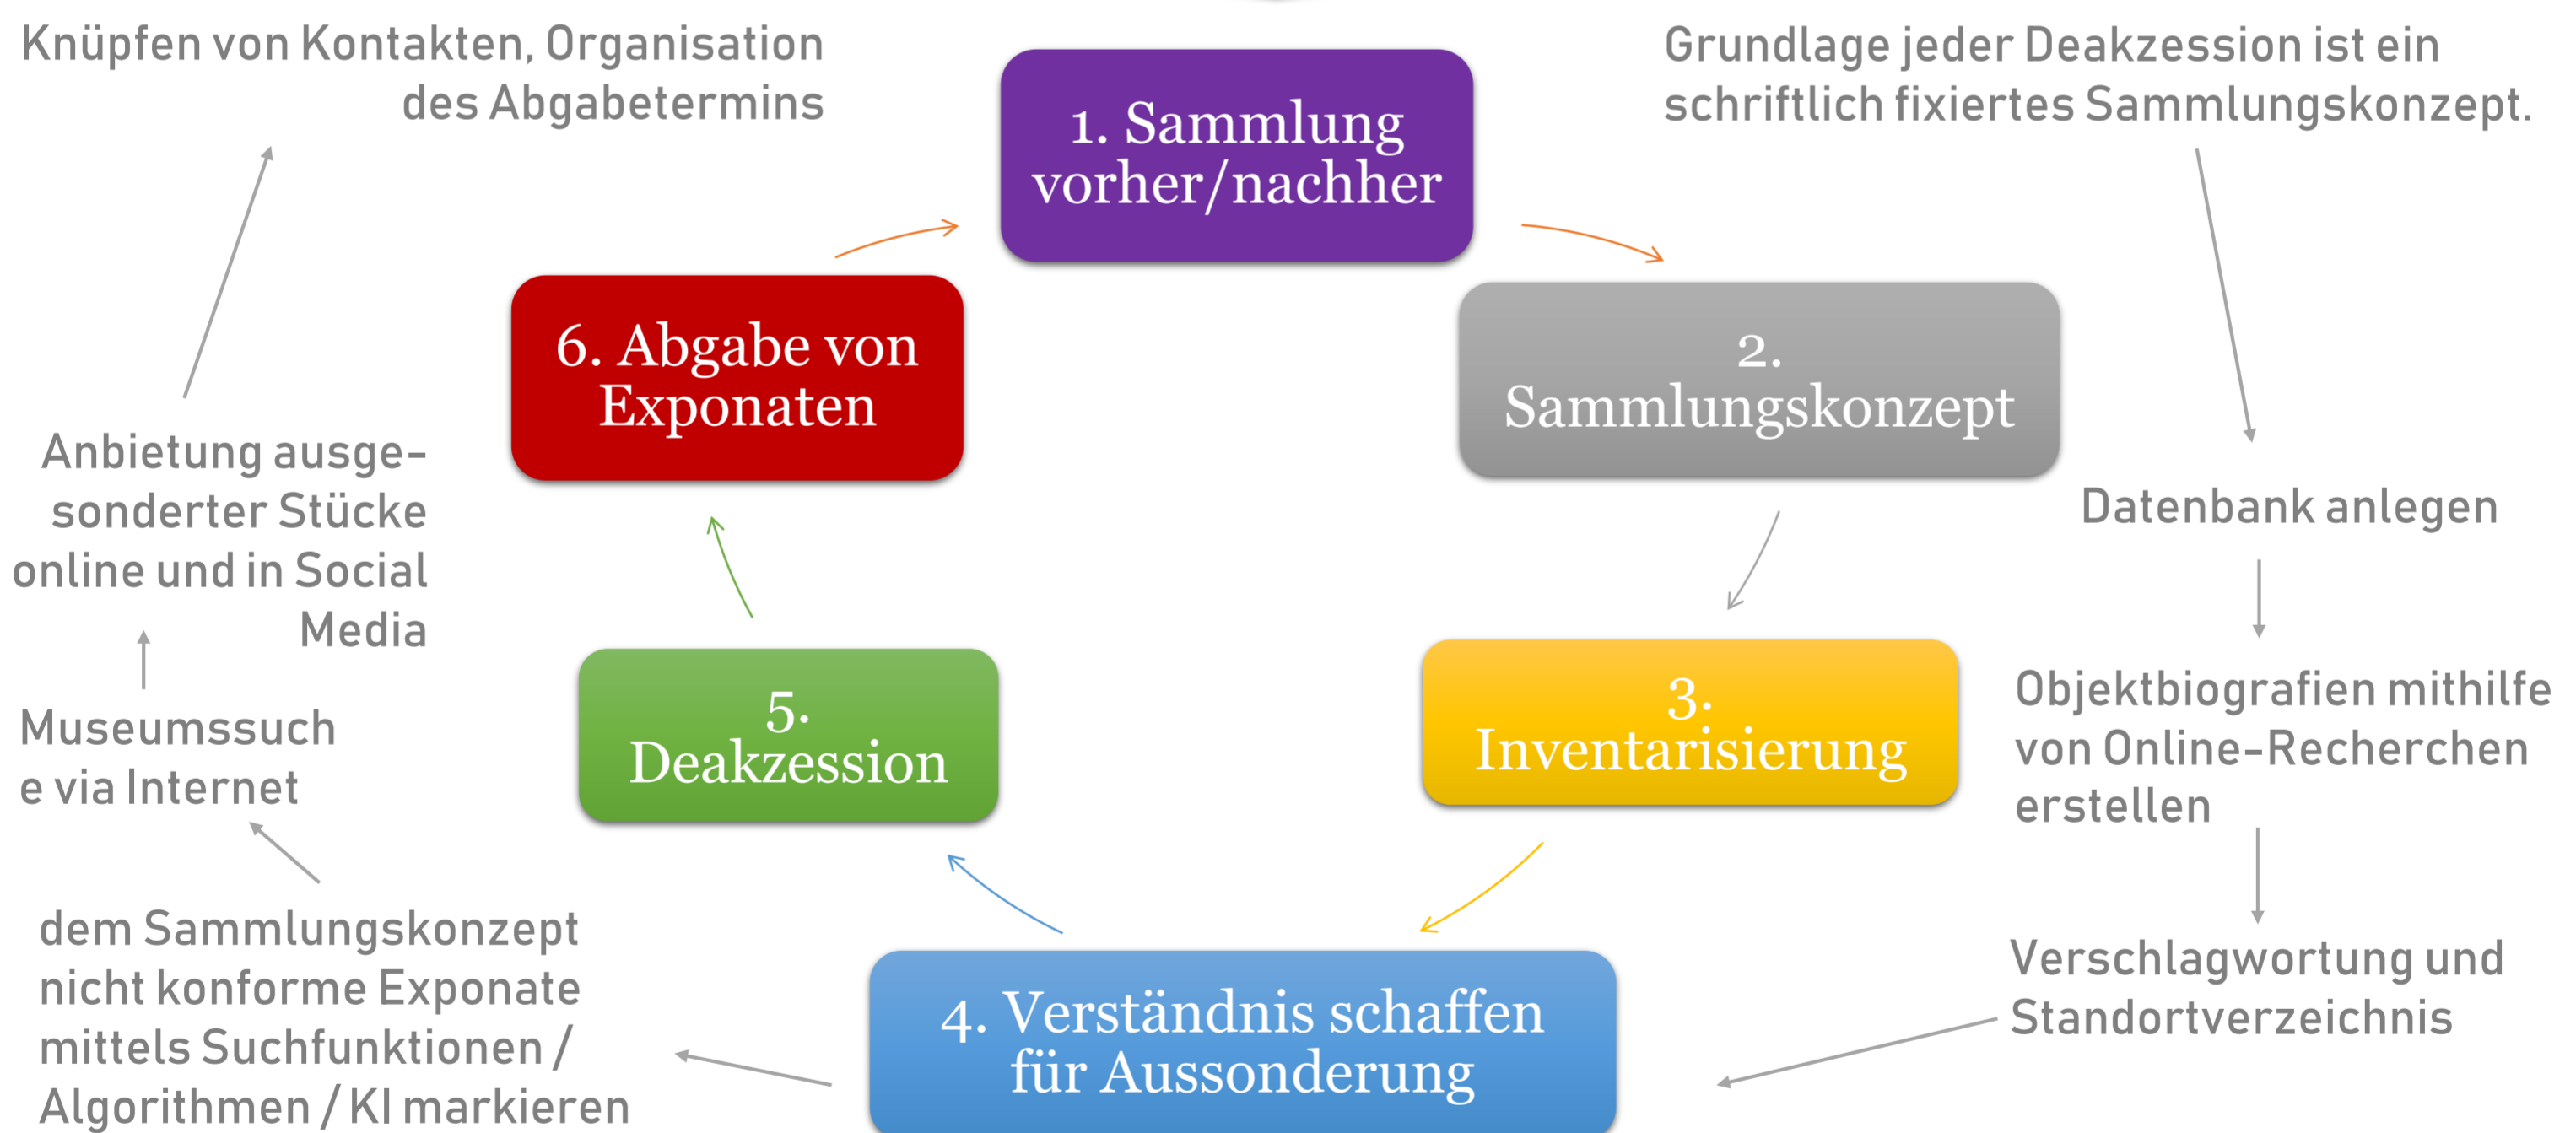 Knüpfen von Kontakten, Organisation
des Abgabetermins
1. Sammlung
vorher/nachher
Grundlage jeder Deakzession ist ein
schriftlich fixiertes Sammlungskonzept.
2.
Sammlungskonzept
Datenbank anlegen
3.
Inventarisierung
Objektbiografien mithilfe
von Online-Recherchen
erstellen
Verschlagwortung und
Standortverzeichnis
4. Verständnis schaffen
für Aussonderung
dem Sammlungskonzept
nicht konforme Exponate
mittels Suchfunktionen /
Algorithmen / KI markieren
5.
Deakzession
Museumssuch
e via Internet
Anbietung ausge-
sonderter Stücke
online und in Social
Media
6. Abgabe von
Exponaten